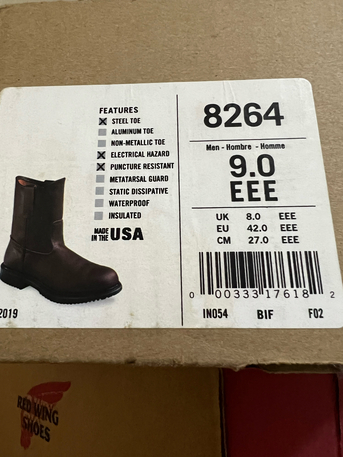 FEATURES
STEEL TOE
ALUMINUM TOE
NON-METALLIC TOE
ELECTRICAL HAZARD
PUNCTURE RESISTANT
METATARSAL GUARD
STATIC DISSIPATIVE
WATERPROOF
INSULATED
MADE IN THE USA
2019
8264
Men - Hombre - Homme
9.0
EEE
UK 8.0 EEE
EU 42.0 EEE
CM 27.0 EEE
0 00333 17618 2
IN054 BIF F02
RED WING
SHOES